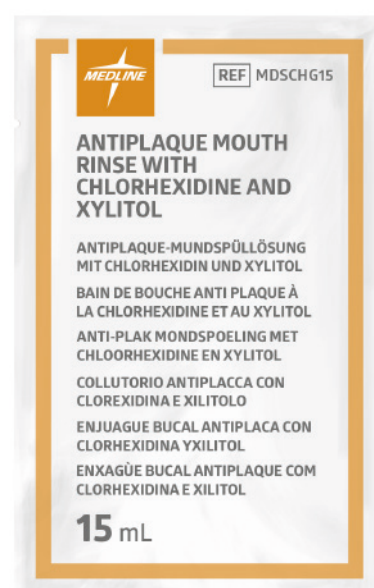 MEDLINE
REF MDSCHG15
ANTIPLAQUE MOUTH
RINSE WITH
CHLORHEXIDINE AND
XYLITOL
ANTIPLAQUE-MUNDSPÜLLÖSUNG
MIT CHLORHEXIDIN UND XYLITOL
BAIN DE BOUCHE ANTI PLAQUE À
LA CHLORHEXIDINE ET AU XYLITOL
ANTI-PLAK MONDSPOELING MET
CHLOORHEXIDINE EN XYLITOL
COLLUTORIO ANTIPLACCA CON
CLOREXIDINA E XILITOLO
ENJUAGUE BUCAL ANTIPLACA CON
CLORHEXIDINA YXILITOL
ENXAGÙE BUCAL ANTIPLAQUE COM
CLORHEXIDINA E XILITOL
15 mL